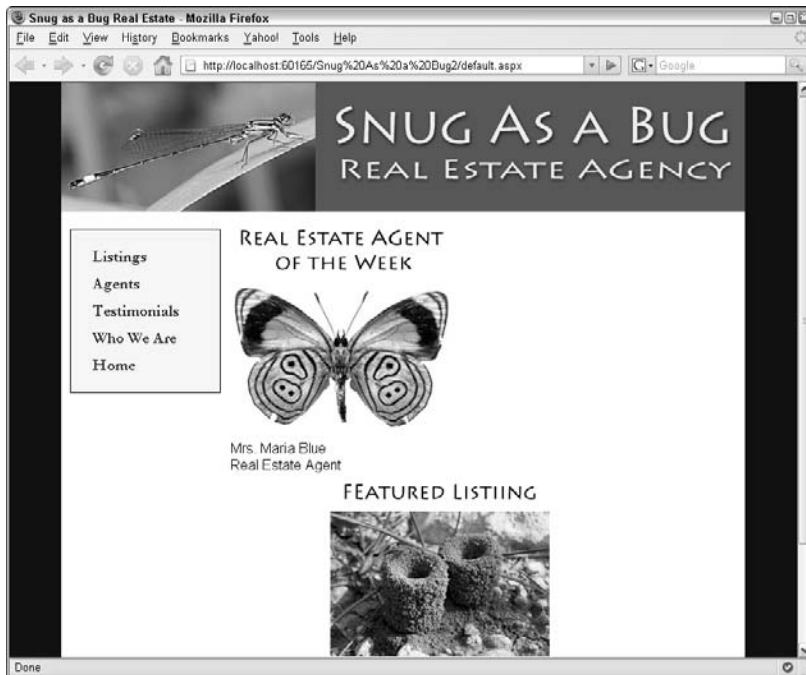 Snug as a Bug Real Estate - Mozilla Firefox
File Edit View History Bookmarks Yahoo! Tools Help
http://localhost:60165/Snug%20As%20a%20Bug2/default.aspx
G Google
Snug As a Bug
Real Estate Agency
Listings
Agents
Testimonials
Who We Are
Home
Real Estate AGent
of the Week
Mrs. Maria Blue
Real Estate Agent
FEatured Listiing
Done